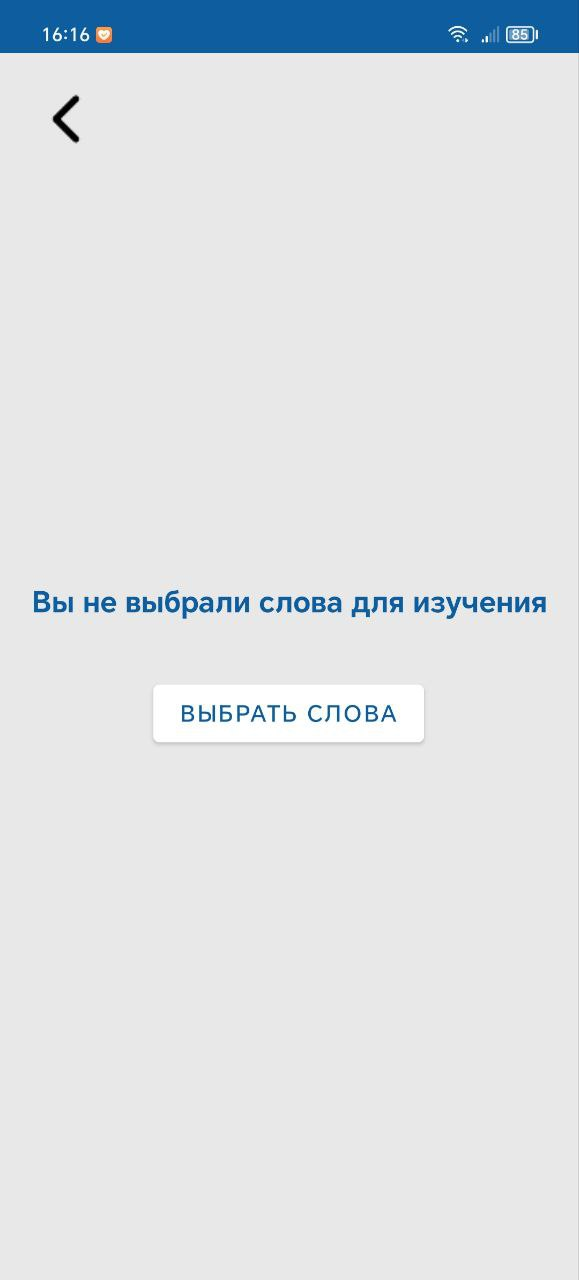 16:16
85
Вы не выбрали слова для изучения
ВЫБРАТЬ СЛОВА